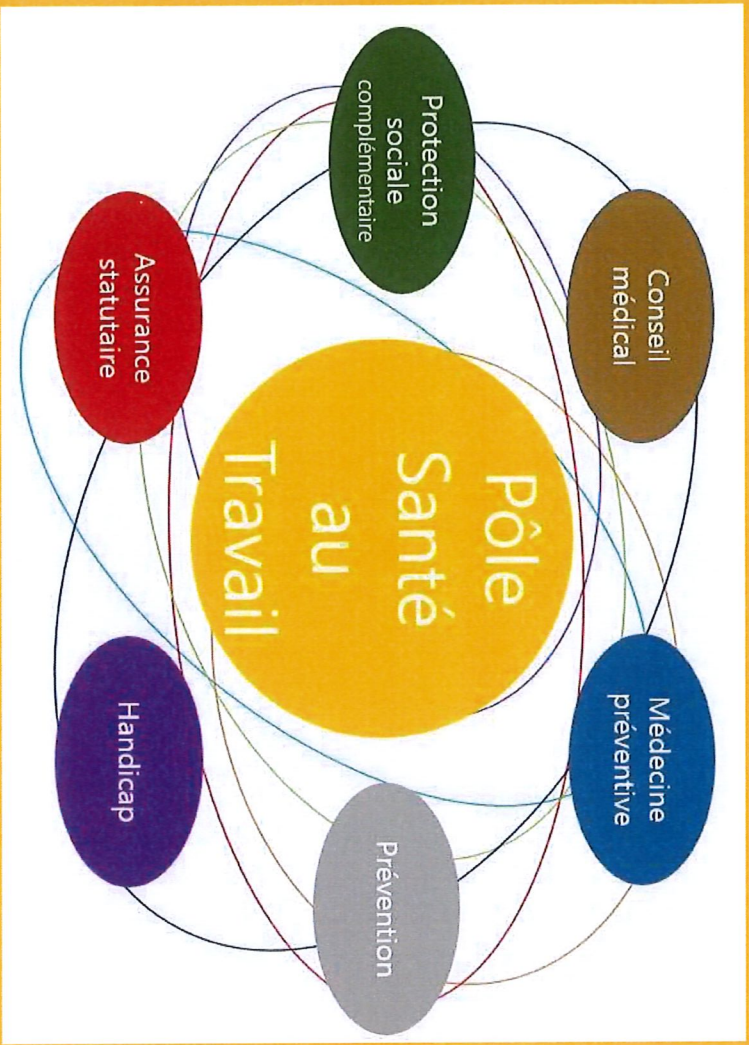 Conseil
médical
Médecine
préventive
Protection
sociale
complémentaire
Pôle
Santé
au
Travail
Prévention
Assurance
statutaire
Handicap